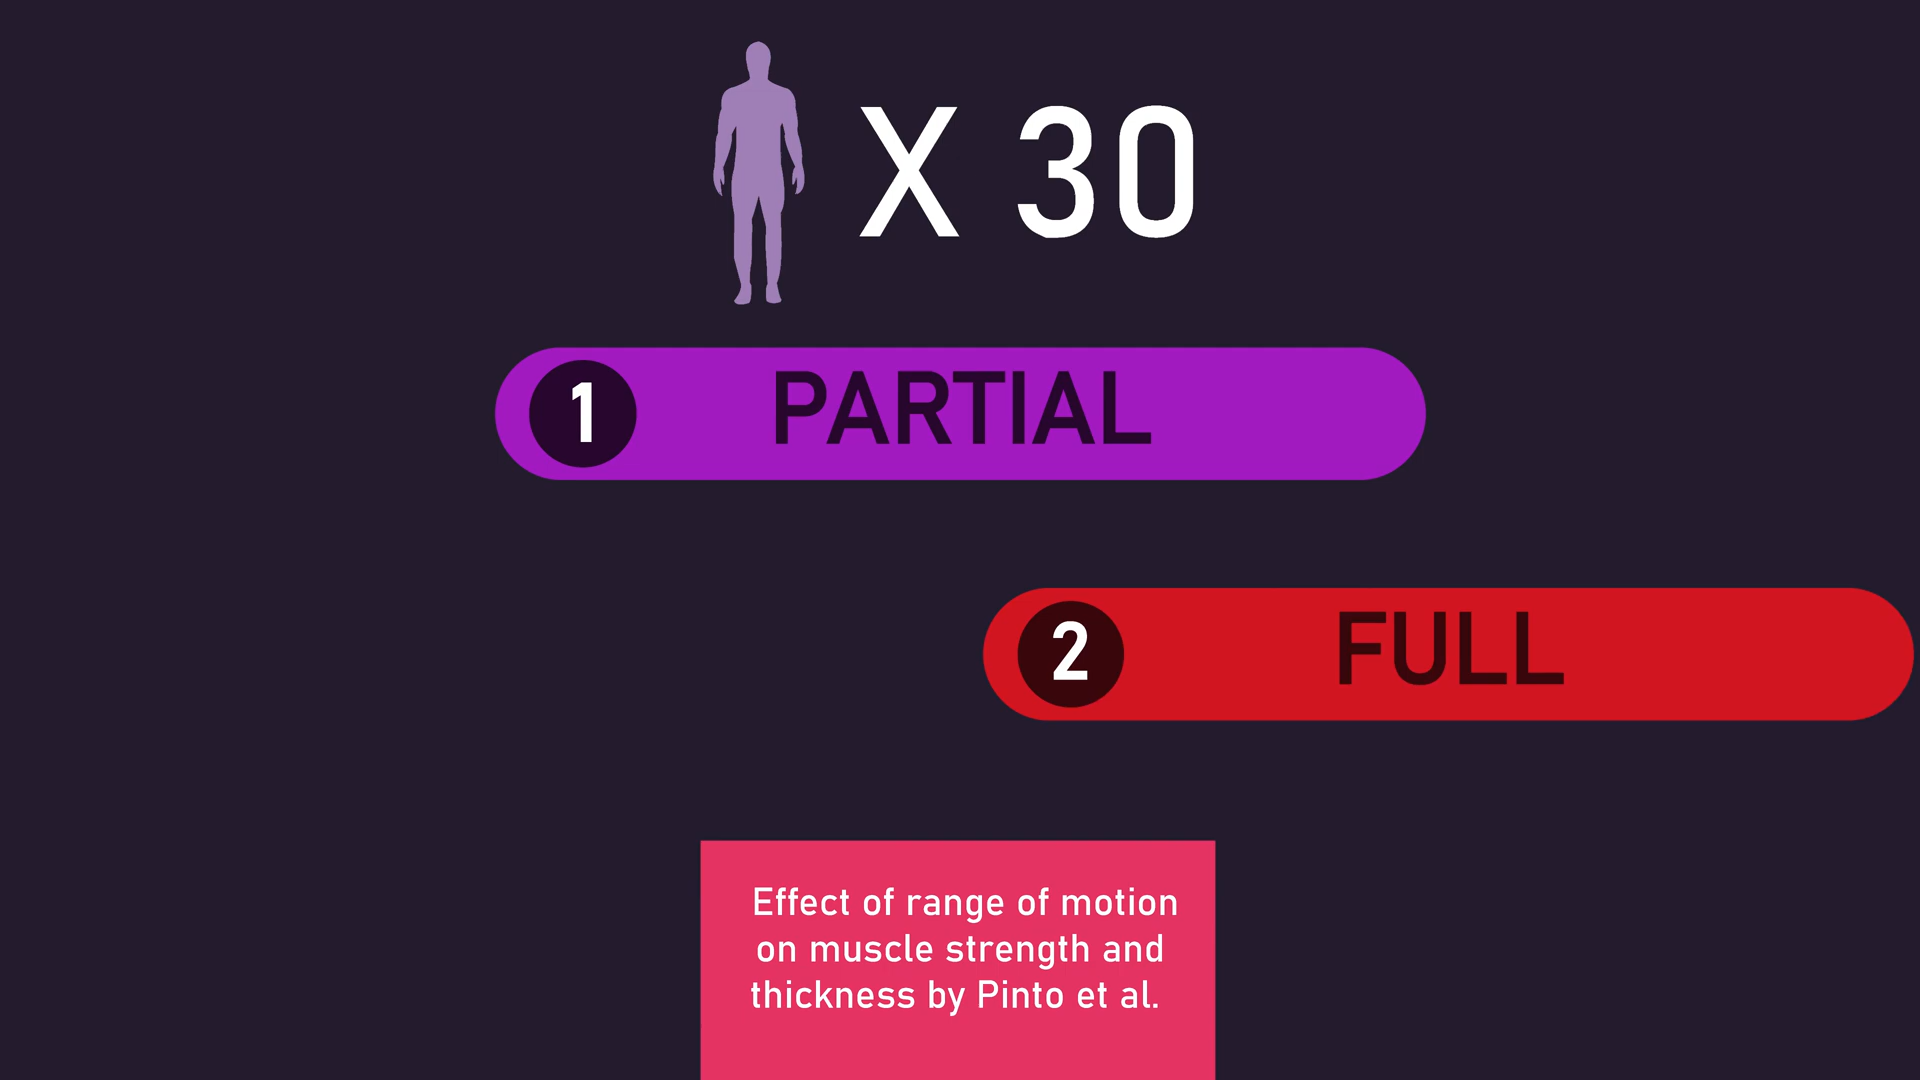 X 30
1 PARTIAL
2 FULL
Effect of range of motion
on muscle strength and
thickness by Pinto et al.